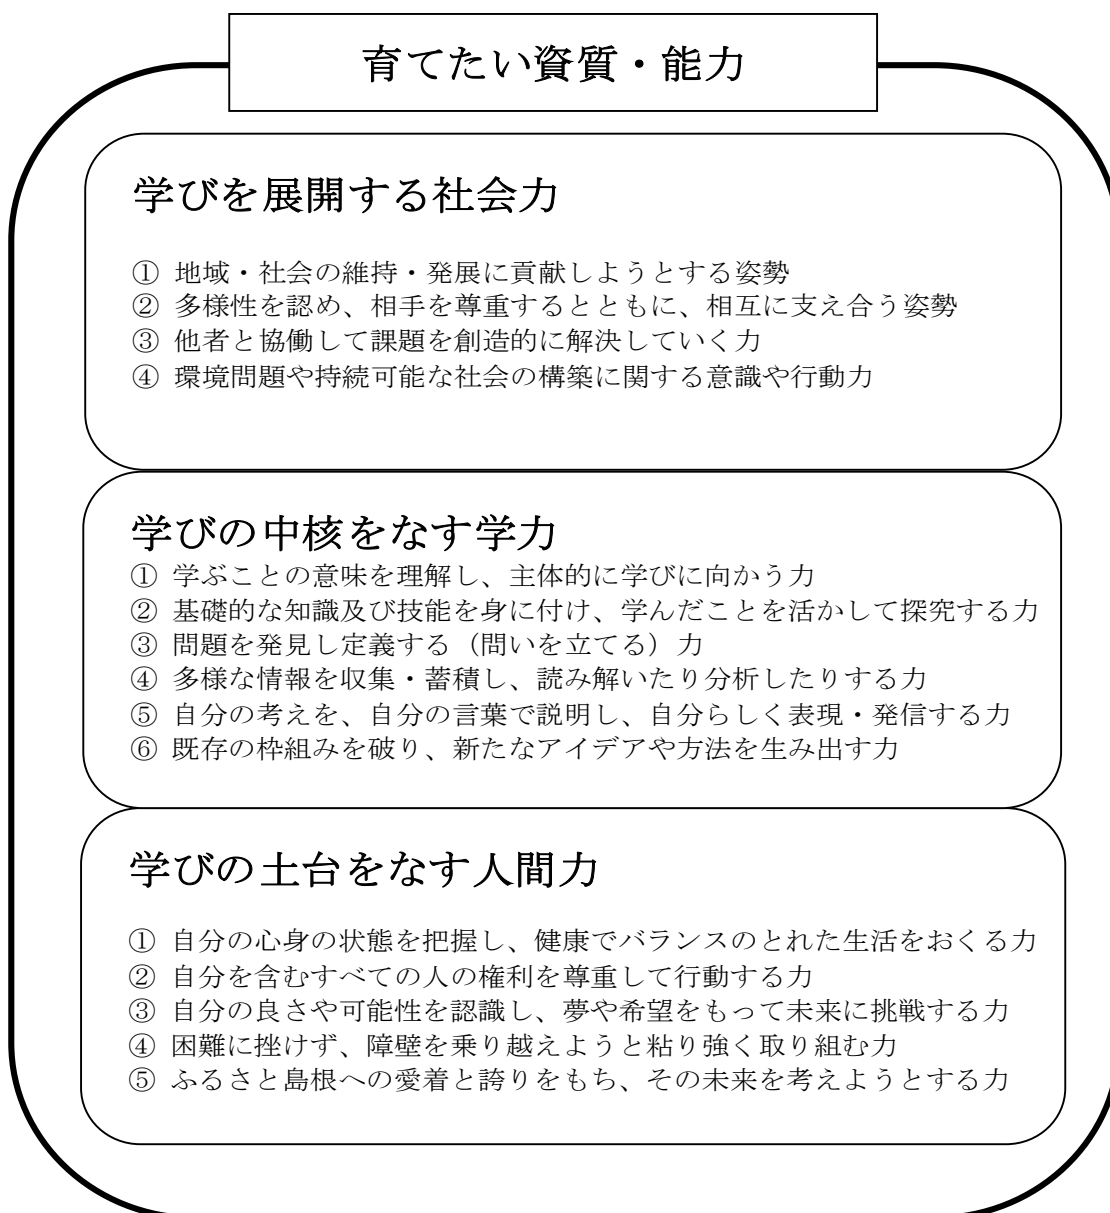 育てたい資質・能力
学びを展開する社会力
① 地域・社会の維持・発展に貢献しようとする姿勢
② 多様性を認め、相手を尊重するとともに、相互に支え合う姿勢
③ 他者と協働して課題を創造的に解決していく力
④ 環境問題や持続可能な社会の構築に関する意識や行動力
学びの中核をなす学力
① 学ぶことの意味を理解し、主体的に学びに向かう力
② 基礎的な知識及び技能を身に付け、学んだことを活かして探究する力
③ 問題を発見し定義する（問いを立てる）力
④ 多様な情報を収集・蓄積し、読み解いたり分析したりする力
⑤ 自分の考えを、自分の言葉で説明し、自分らしく表現・発信する力
⑥ 既存の枠組みを破り、新たなアイデアや方法を生み出す力
学びの土台をなす人間力
① 自分の心身の状態を把握し、健康でバランスのとれた生活をおくる力
② 自分を含むすべての人の権利を尊重して行動する力
③ 自分の良さや可能性を認識し、夢や希望をもって未来に挑戦する力
④ 困難に挫けず、障壁を乗り越えようと粘り強く取り組む力
⑤ ふるさと島根への愛着と誇りをもち、その未来を考えようとする力